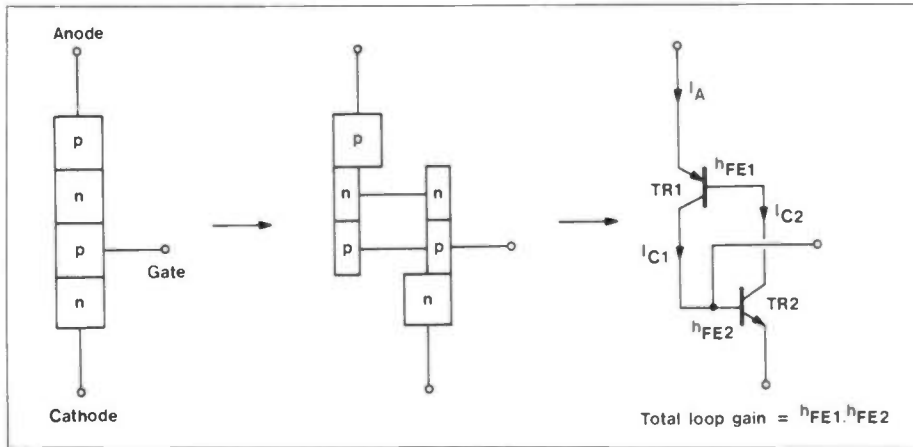 Anode
p
n
p
n
Gate
Cathode
p
n
n
p
p
n
I_A
h_FE1
TR1
I_C2
I_C1
TR2
h_FE2
Total loop gain = h_FE1.h_FE2